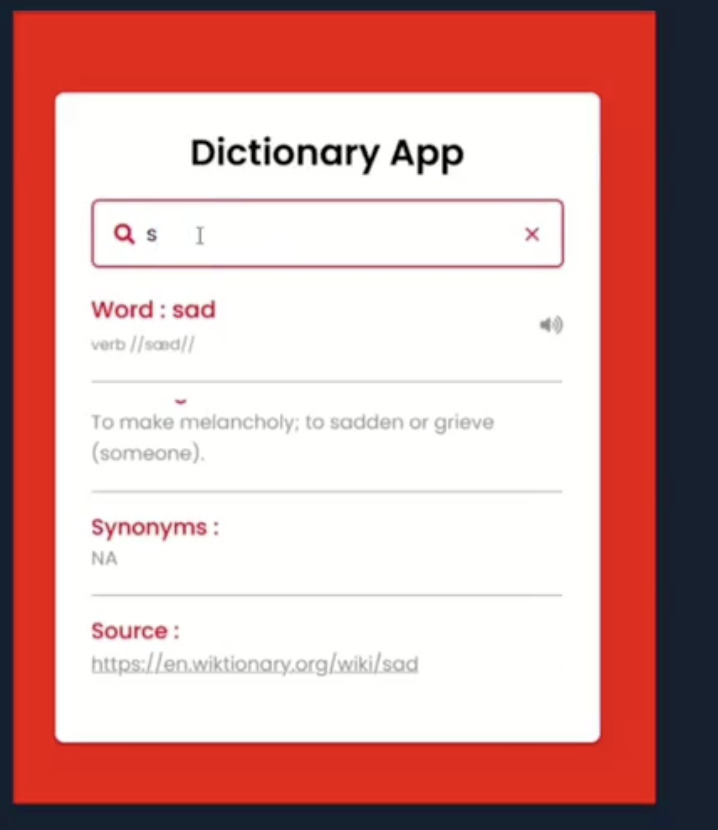 Dictionary App
s
Word : sad
verb //sæd//
To make melancholy; to sadden or grieve
(someone).
Synonyms :
NA
Source :
https://en.wiktionary.org/wiki/sad